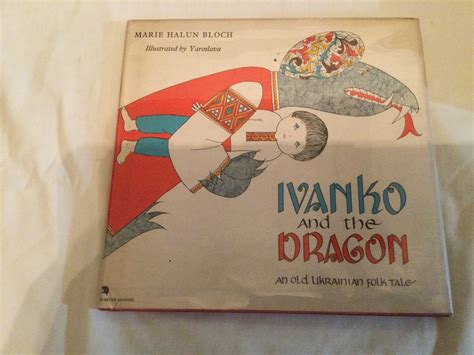 MARIE HALUN BLOCH
Illustrated by Yaroslava
IVANKO
and the
DRAGON
AN OLD UKRAINIAN FOLK TALE